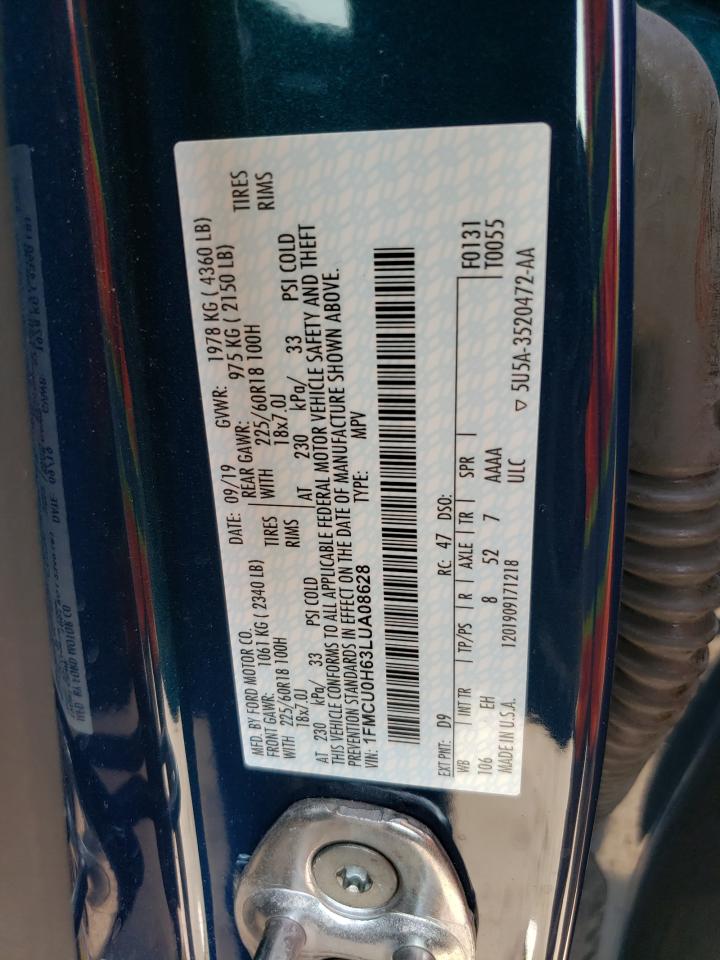 MFD. BY FORD MOTOR CO. DATE: 09/19 GVWR: 1978 KG ( 4360 LB)
FRONT GAWR: 1061 KG ( 2340 LB) REAR GAWR: 975 KG ( 2150 LB)
WITH 225/60R18 100H TIRES WITH 225/60R18 100H TIRES
18x7.0J RIMS 18x7.0J RIMS
AT 230 kPa/ 33 PSI COLD AT 230 kPa/ 33 PSI COLD
THIS VEHICLE CONFORMS TO ALL APPLICABLE FEDERAL MOTOR VEHICLE SAFETY AND THEFT
PREVENTION STANDARDS IN EFFECT ON THE DATE OF MANUFACTURE SHOWN ABOVE.
VIN: 1FMCU0H63LUA08628 TYPE: MPV
EXT PNT: D9 RC: 47 DSO: F0131
WB INT TR TP/PS R AXLE TR SPR T0055
106 EH 8 52 7 AAAA
MADE IN U.S.A. 1201909171218 ULC ▽ 5U5A-3520472-AA